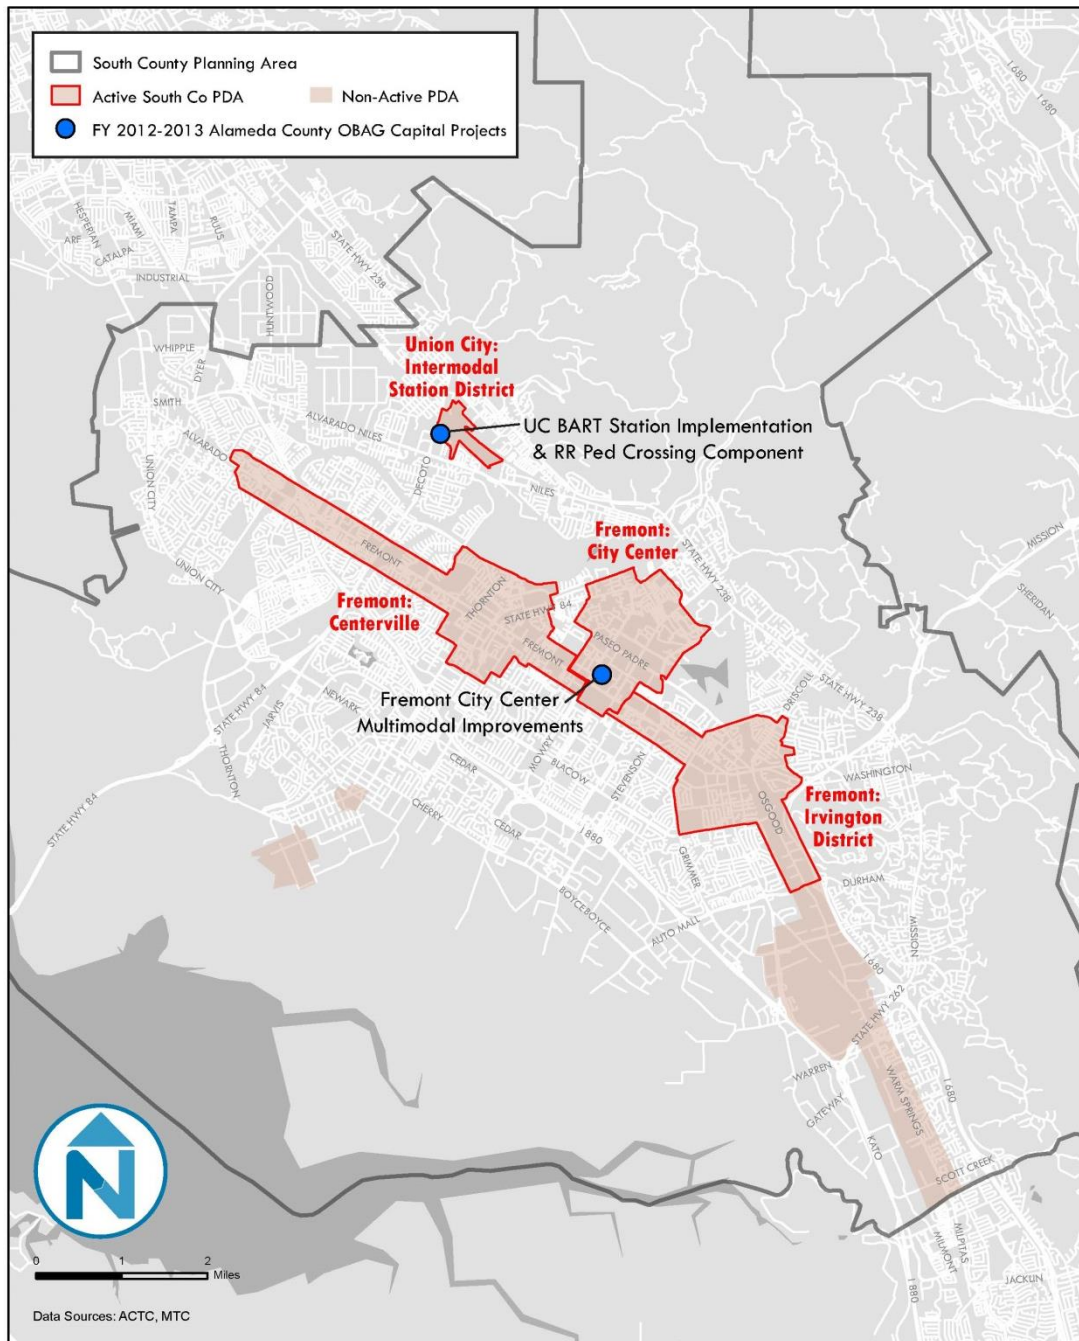 South County Planning Area
Active South Co PDA
Non-Active PDA
FY 2012-2013 Alameda County OBAG Capital Projects
I 680
I 680
HESPERIAN
MIAMI
TAMPA
RUUS
ARF
CATALPA
INDUSTRIAL
HUNTWOOD
STATE HWY 238
WHIPPLE
DYER
SMITH
ALVARADO
ALVARADO NILES
UNION CITY
DECOTO
NILES
Union City:
Intermodal
Station District
UC BART Station Implementation
& RR Ped Crossing Component
Fremont:
City Center
STATE HWY 238
MISSION
SHERIDAN
UNION CITY
FREMONT
THORNTON
STATE HWY 84
Fremont:
Centerville
FREMONT
PASEO PADRE
Fremont City Center
Multimodal Improvements
DRISCOLL
STATE HWY 238
STATE HWY 84
JARVIS
NEWARK
THORNTON
CEDAR
MOWRY
BLACOW
STEVENSON
WASHINGTON
STATE HWY 84
CHERRY
CEDAR
I 880
OSGOOD
Fremont:
Irvington
District
GRIMMER
DURHAM
BOYCEBOYCE
AUTO MALL
MISSION
I 680
STATE HWY 262
WARREN
GATEWAY
WARM SPRINGS
I 680
KATO
SCOTT CREEK
N
MILPITAS
MILMONT
I 880
JACKLIN
0 1 2
Miles
Data Sources: ACTC, MTC